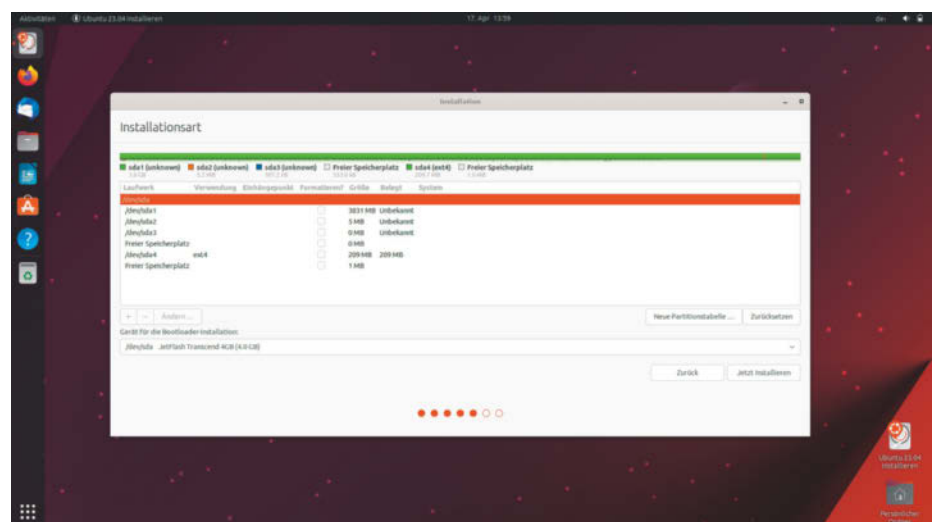 Aktivitäten Ubuntu 23.04 installieren 17. Apr 13:59 de
Installation
Installationsart
sda1 (unknown) sda2 (unknown) sda3 (unknown) Freier Speicherplatz sda4 (ext4) Freier Speicherplatz
Laufwerk Verwendung Einhängepunkt Formatieren? Größe Belegt System
/dev/sda
/dev/sda1 3831 MB Unbekannt
/dev/sda2 5 MB Unbekannt
/dev/sda3 0 MB Unbekannt
Freier Speicherplatz 0 MB
/dev/sda4 ext4 209 MB 209 MB
Freier Speicherplatz 1 MB
+ − Ändern ... Neue Partitionstabelle ... Zurücksetzen
Gerät für die Bootloader-Installation:
/dev/sda JetFlash Transcend 4GB (4.0 GB)
Zurück Jetzt installieren
Ubuntu 23.04
installieren
Persönlicher